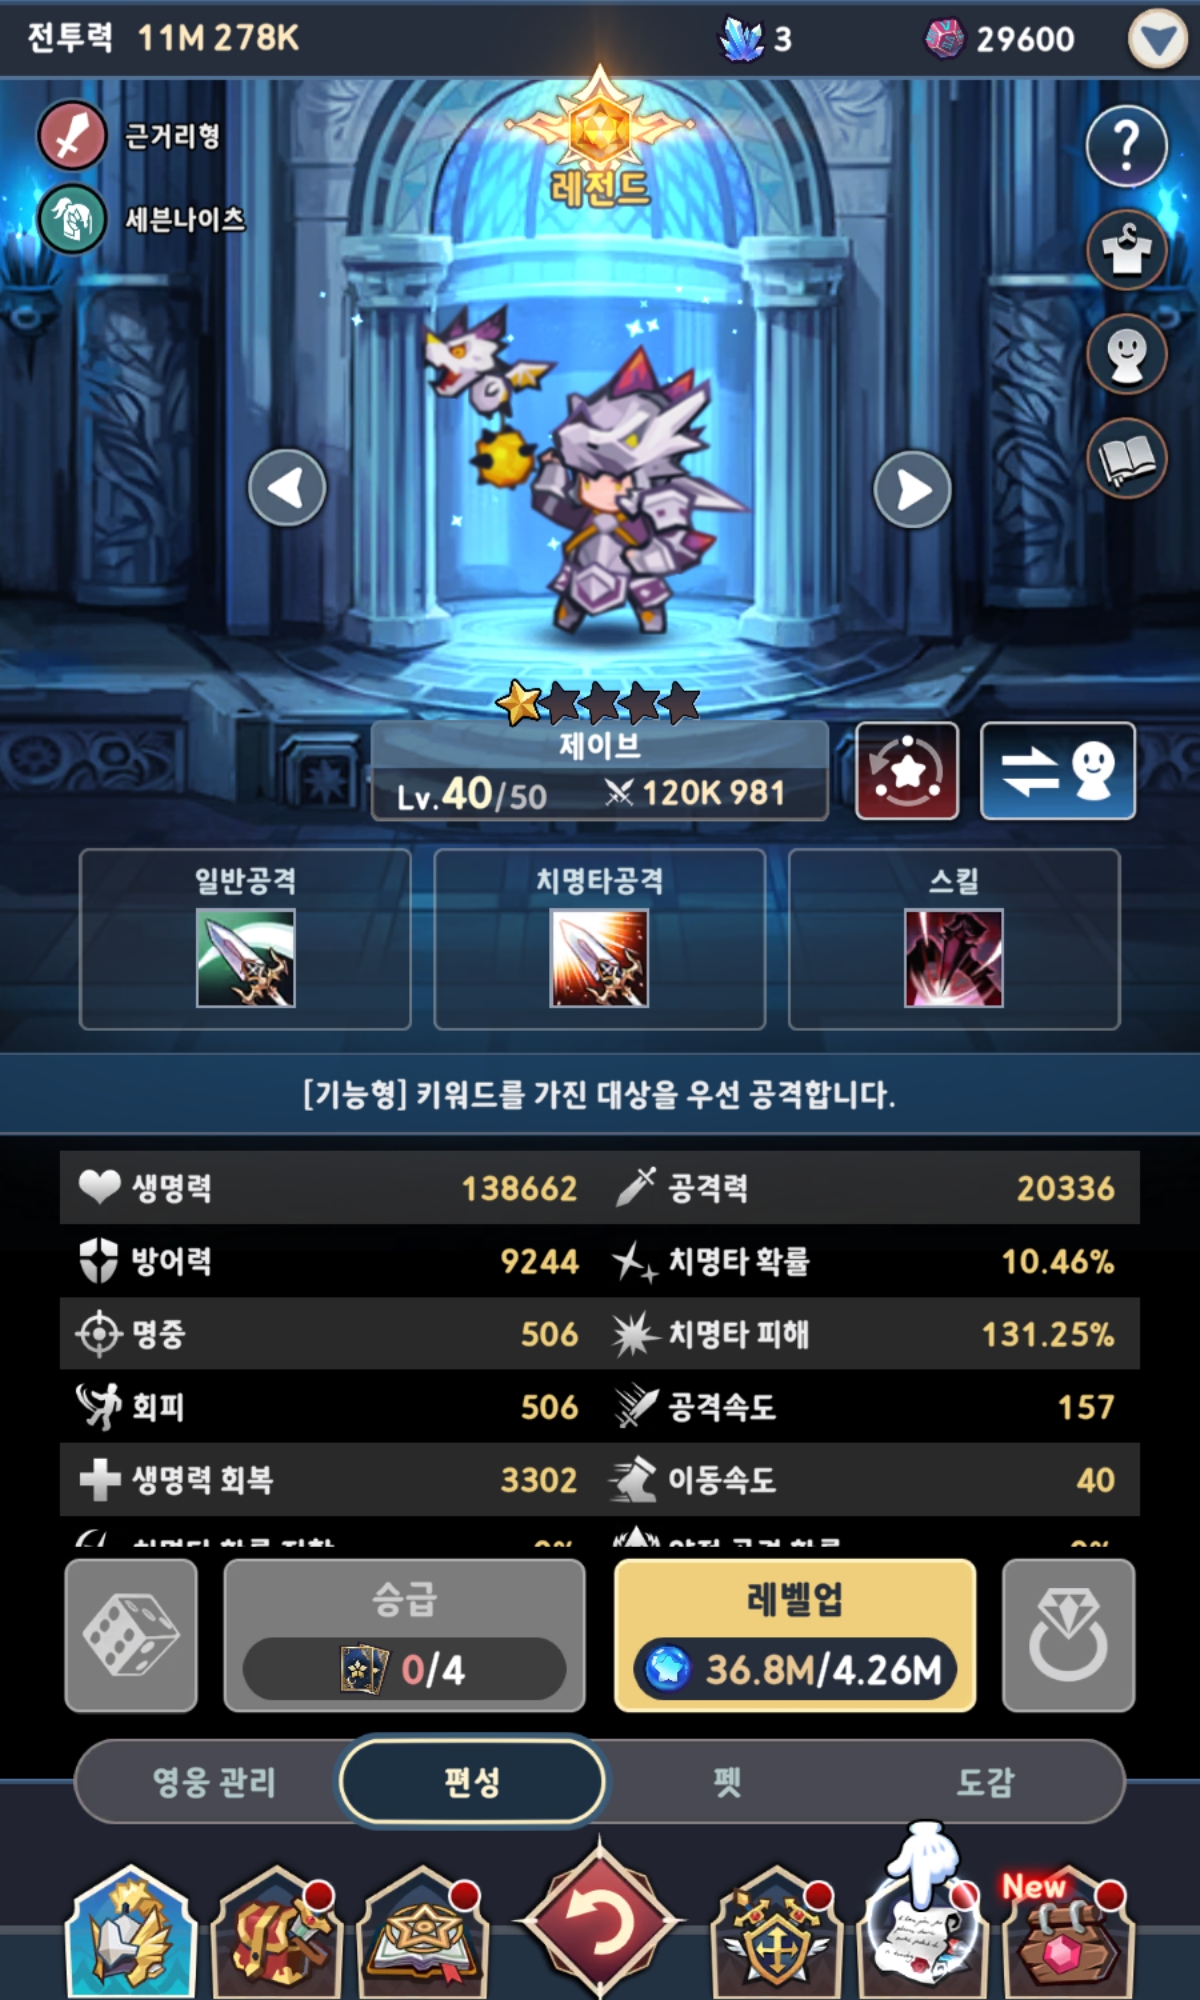 전투력 11M 278K
3
29600
근거리형
세븐나이츠
레전드
?
제이브
Lv.40/50
120K 981
일반공격
치명타공격
스킬
[기능형] 키워드를 가진 대상을 우선 공격합니다.
생명력 138662
공격력 20336
방어력 9244
치명타 확률 10.46%
명중 506
치명타 피해 131.25%
회피 506
공격속도 157
생명력 회복 3302
이동속도 40
승급
0/4
레벨업
36.8M/4.26M
영웅 관리
편성
펫
도감
New